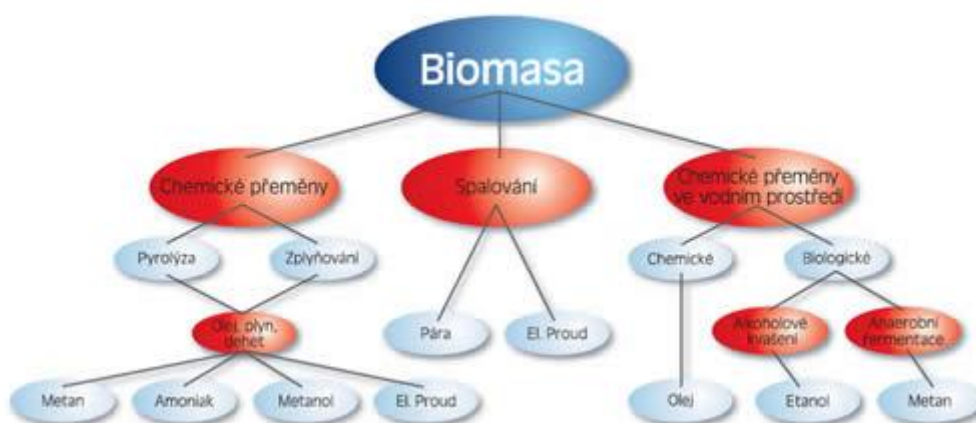 Biomasa
Chemické přeměny
Spalování
Chemické přeměny
ve vodním prostředí
Pyrolýza
Zplyňování
Chemické
Biologické
Olej, plyn,
dehet
Pára
El. Proud
Alkoholové
kvašení
Anaerobní
fermentace
Metan
Amoniak
Metanol
El. Proud
Olej
Etanol
Metan